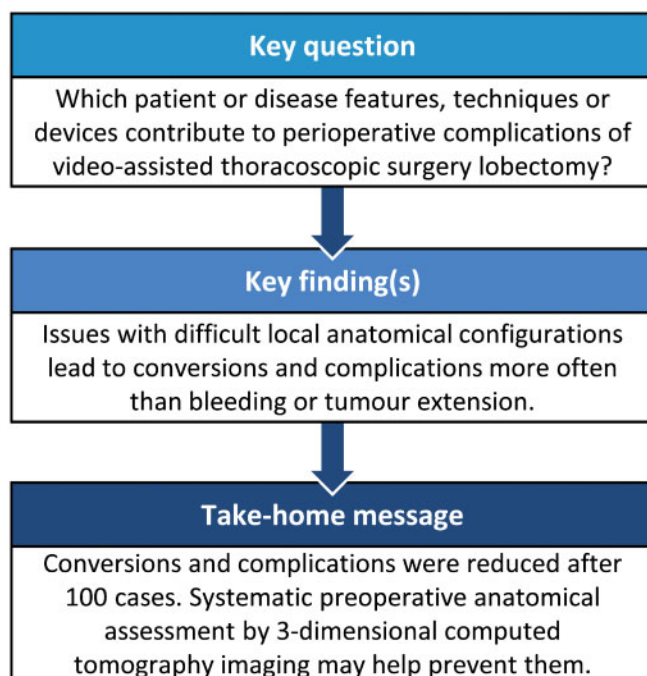 Key question
Which patient or disease features, techniques or
devices contribute to perioperative complications of
video-assisted thoracoscopic surgery lobectomy?
Key finding(s)
Issues with difficult local anatomical configurations
lead to conversions and complications more often
than bleeding or tumour extension.
Take-home message
Conversions and complications were reduced after
100 cases. Systematic preoperative anatomical
assessment by 3-dimensional computed
tomography imaging may help prevent them.